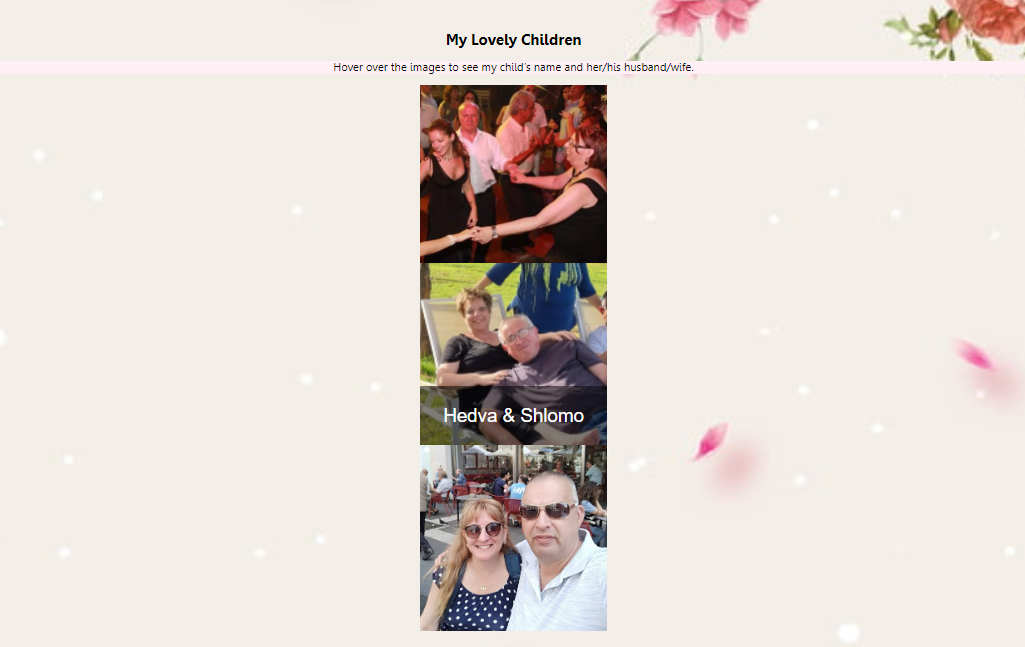 My Lovely Children
Hover over the images to see my child's name and her/his husband/wife.
Hedva & Shlomo